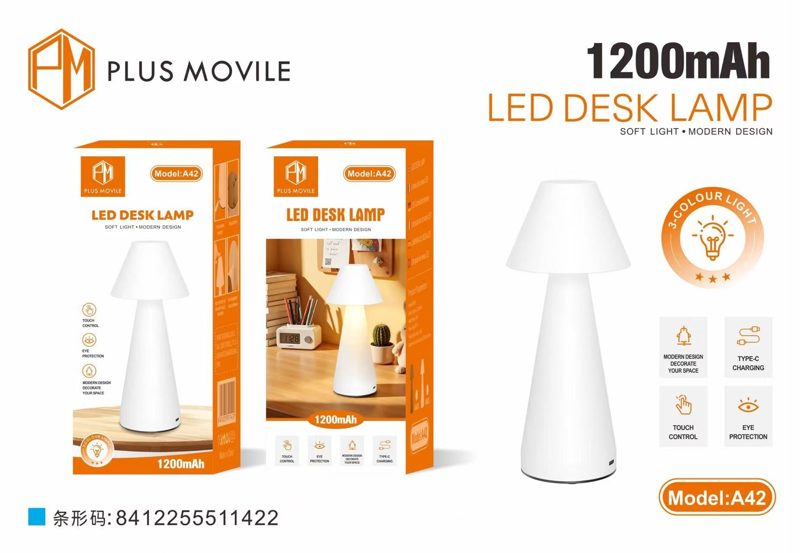 PM PLUS MOVILE
1200mAh
LED DESK LAMP
SOFT LIGHT • MODERN DESIGN
PM
PLUS MOVILE
Model:A42
LED DESK LAMP
SOFT LIGHT • MODERN DESIGN
TOUCH
CONTROL
EYE
PROTECTION
MODERN DESIGN
DECORATE
YOUR SPACE
1200mAh
PM
PLUS MOVILE
Model:A42
LED DESK LAMP
SOFT LIGHT • MODERN DESIGN
1200mAh
TOUCH
CONTROL
EYE
PROTECTION
MODERN DESIGN
DECORATE
YOUR SPACE
TYPE-C
CHARGING
3-COLOUR LIGHT
MODERN DESIGN
DECORATE
YOUR SPACE
TYPE-C
CHARGING
TOUCH
CONTROL
EYE
PROTECTION
Model:A42
条形码:8412255511422